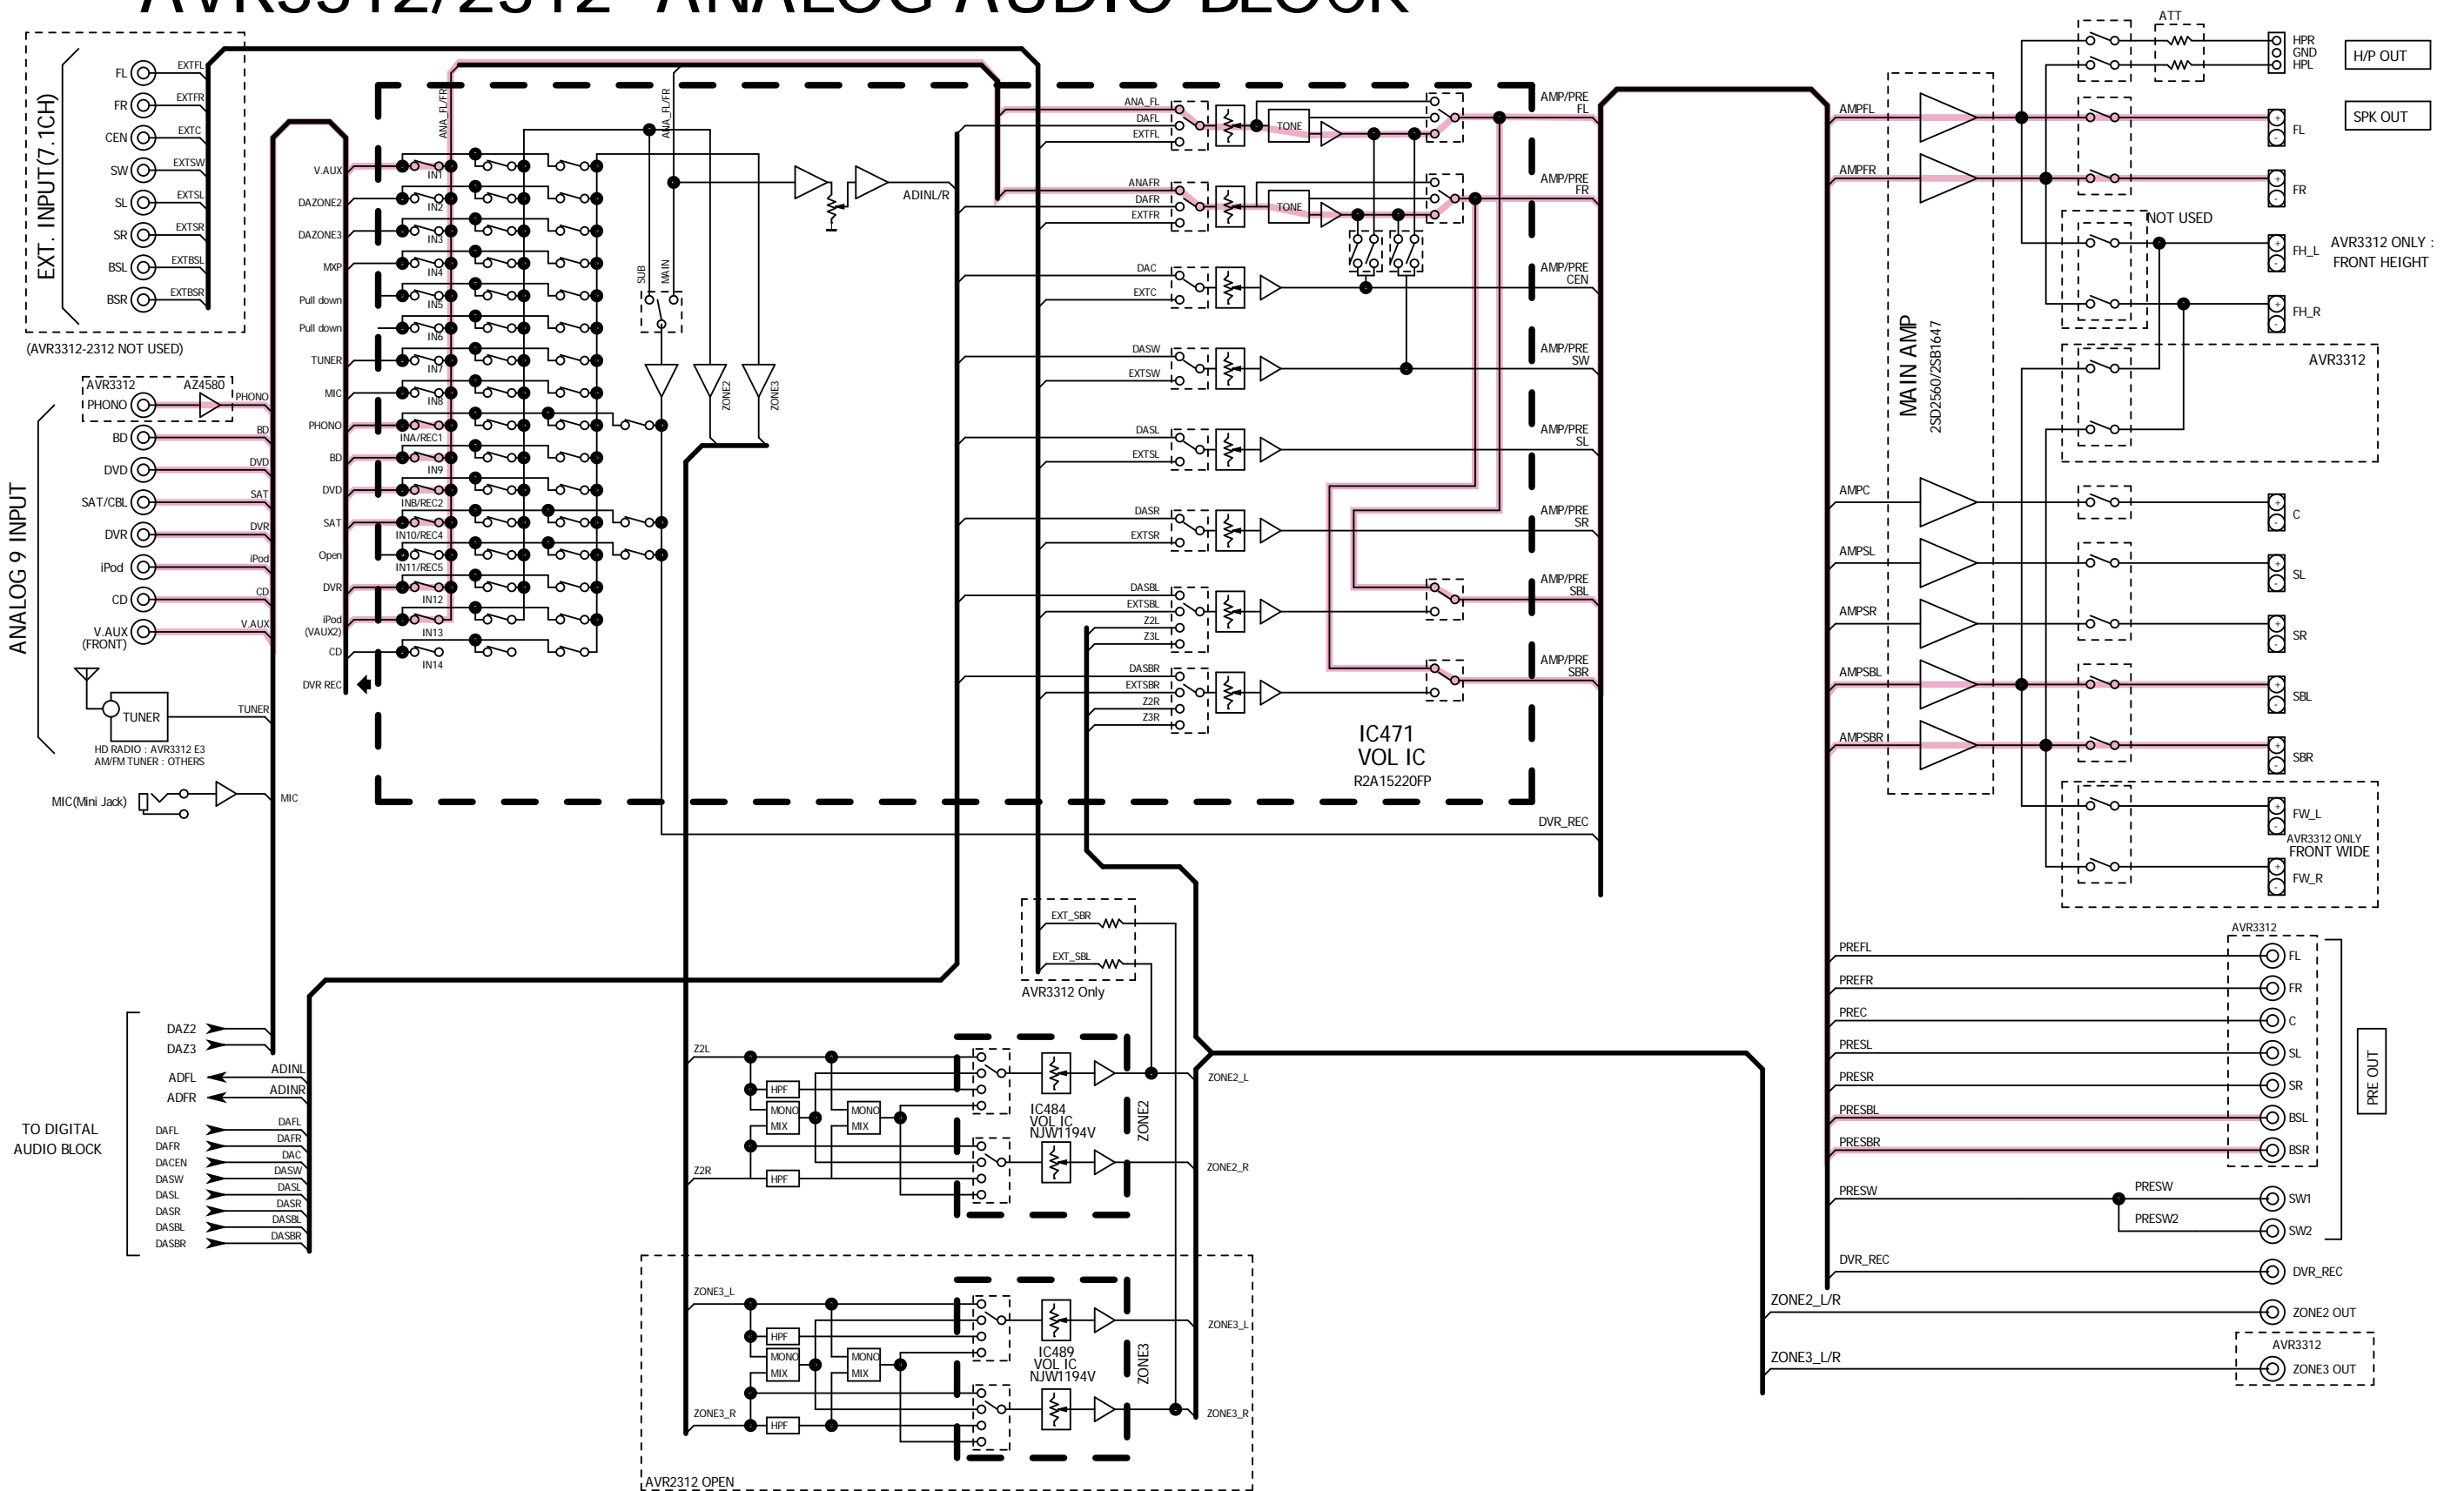 AVR3312/2312 ANALOG AUDIO BLOCK
EXT. INPUT(7.1CH)
FL
EXTFL
FR
EXTFR
CEN
EXTC
SW
EXTSW
SL
EXTSL
SR
EXTSR
BSL
EXTBSL
BSR
EXTBSR
(AVR3312-2312 NOT USED)
ANALOG 9 INPUT
AVR3312
AZ4580
PHONO
PHONO
BD
BD
DVD
DVD
SAT/CBL
SAT
DVR
DVR
iPod
iPod
CD
CD
V.AUX
(FRONT)
V.AUX
TUNER
TUNER
HD RADIO : AVR3312 E3
AM/FM TUNER : OTHERS
MIC(Mini Jack)
MIC
V.AUX
IN1
DAZONE2
IN2
DAZONE3
IN3
MXP
IN4
Pull down
IN5
Pull down
IN6
TUNER
IN7
MIC
IN8
PHONO
INA/REC1
BD
IN9
DVD
INB/REC2
SAT
IN10/REC4
Open
IN11/REC5
DVR
IN12
iPod
(VAUX2)
IN13
CD
IN14
DVR REC
ANA_FL/FR
ANA_FL/FR
SUB
MAIN
ZONE2
ZONE3
ADINL/R
ANA_FL
DAFL
EXTFL
TONE
AMP/PRE
FL
ANAFR
DAFR
EXTFR
TONE
AMP/PRE
FR
DAC
EXTC
AMP/PRE
CEN
DASW
EXTSW
AMP/PRE
SW
DASL
EXTSL
AMP/PRE
SL
DASR
EXTSR
AMP/PRE
SR
DASBL
EXTSBL
Z2L
Z3L
AMP/PRE
SBL
DASBR
EXTSBR
Z2R
Z3R
AMP/PRE
SBR
IC471
VOL IC
R2A15220FP
DVR_REC
MAIN AMP
2SD2560/2SB1647
AMPFL
AMPFR
AMPC
AMPSL
AMPSR
AMPSBL
AMPSBR
ATT
HPR
GND
HPL
H/P OUT
SPK OUT
+
-
FL
+
-
FR
NOT USED
+
-
FH_L
AVR3312 ONLY :
FRONT HEIGHT
+
-
FH_R
AVR3312
+
-
C
+
-
SL
+
-
SR
+
-
SBL
+
-
SBR
+
-
FW_L
AVR3312 ONLY
FRONT WIDE
+
-
FW_R
EXT_SBR
EXT_SBL
AVR3312 Only
AVR3312
PREFL
FL
PREFR
FR
PREC
C
PRESL
SL
PRESR
SR
PRESBL
BSL
PRESBR
BSR
PRE OUT
PRESW
PRESW
SW1
PRESW2
SW2
DVR_REC
DVR_REC
ZONE2_L/R
ZONE2 OUT
AVR3312
ZONE3_L/R
ZONE3 OUT
TO DIGITAL
AUDIO BLOCK
DAZ2
DAZ3
ADFL
ADINL
ADFR
ADINR
DAFL
DAFL
DAFR
DAFR
DACEN
DAC
DASW
DASW
DASL
DASL
DASR
DASR
DASBL
DASBL
DASBR
DASBR
Z2L
HPF
MONO
MIX
MONO
MIX
Z2R
HPF
IC484
VOL IC
NJW1194V
ZONE2
ZONE2_L
ZONE2_R
ZONE3_L
HPF
MONO
MIX
MONO
MIX
ZONE3_R
HPF
IC489
VOL IC
NJW1194V
ZONE3
ZONE3_L
ZONE3_R
AVR2312 OPEN